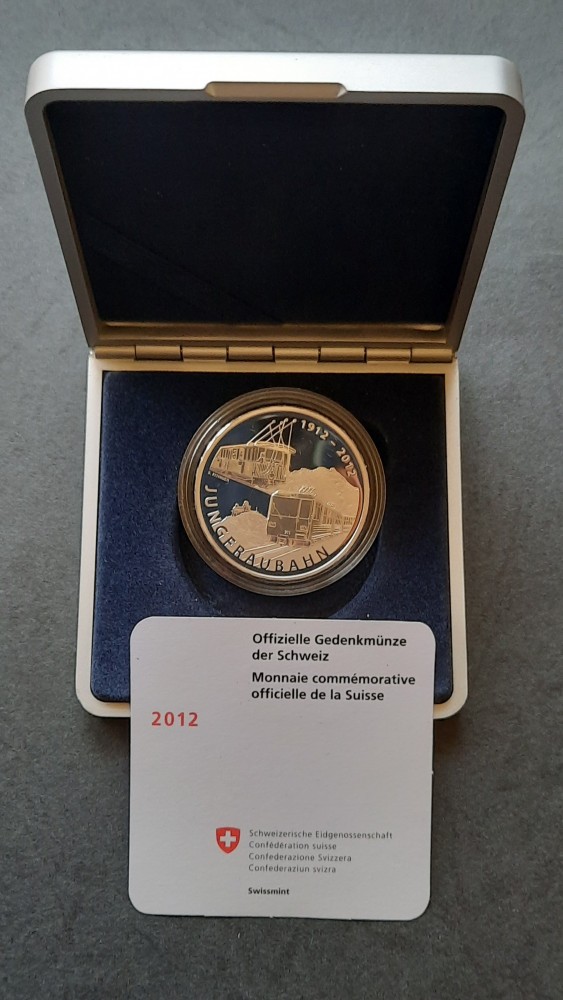 1912 – 2012
JUNGFRAUBAHN
Offizielle Gedenkmünze
der Schweiz
Monnaie commémorative
officielle de la Suisse
2012
Schweizerische Eidgenossenschaft
Confédération suisse
Confederazione Svizzera
Confederaziun svizra
Swissmint